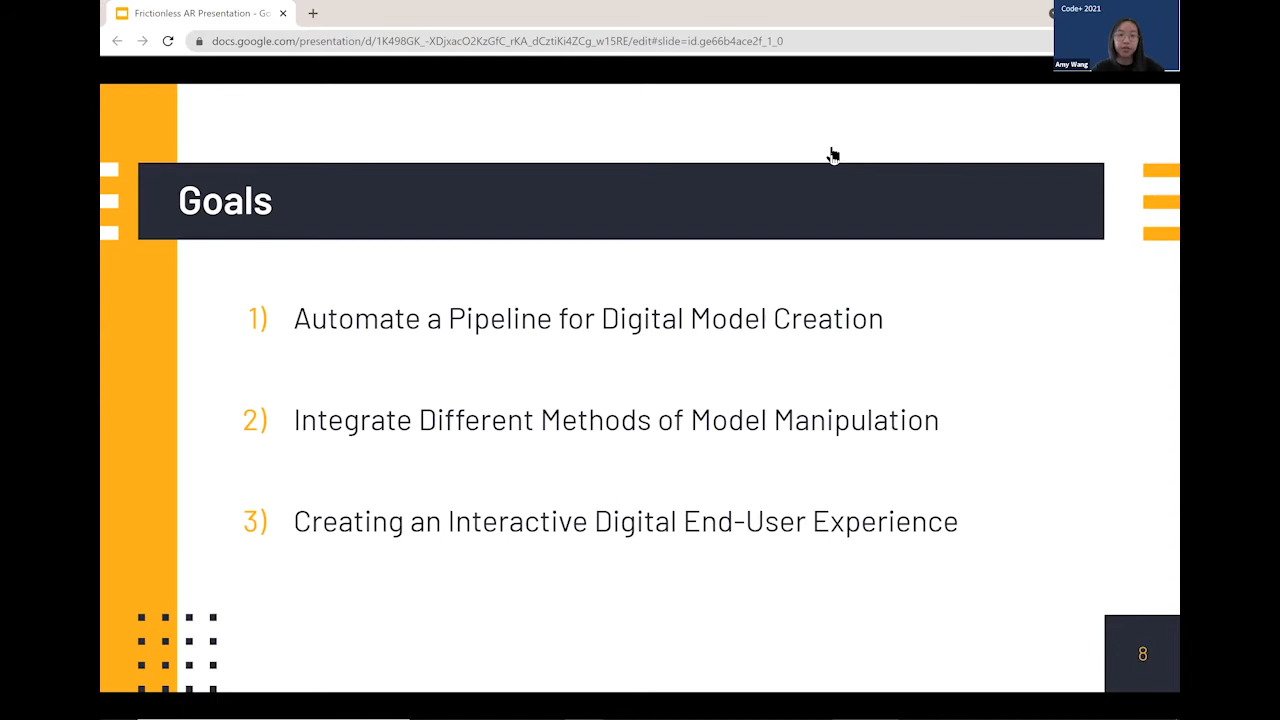 Frictionless AR Presentation - Go
docs.google.com/presentation/d/1K498GK_-XDjxacO2KzGfC_rKA_dCztiKi4ZCg_w15RE/edit#slide=id.ge66b4ace2f_1_0
Code+ 2021
Amy Wang
Goals
1) Automate a Pipeline for Digital Model Creation
2) Integrate Different Methods of Model Manipulation
3) Creating an Interactive Digital End-User Experience
8